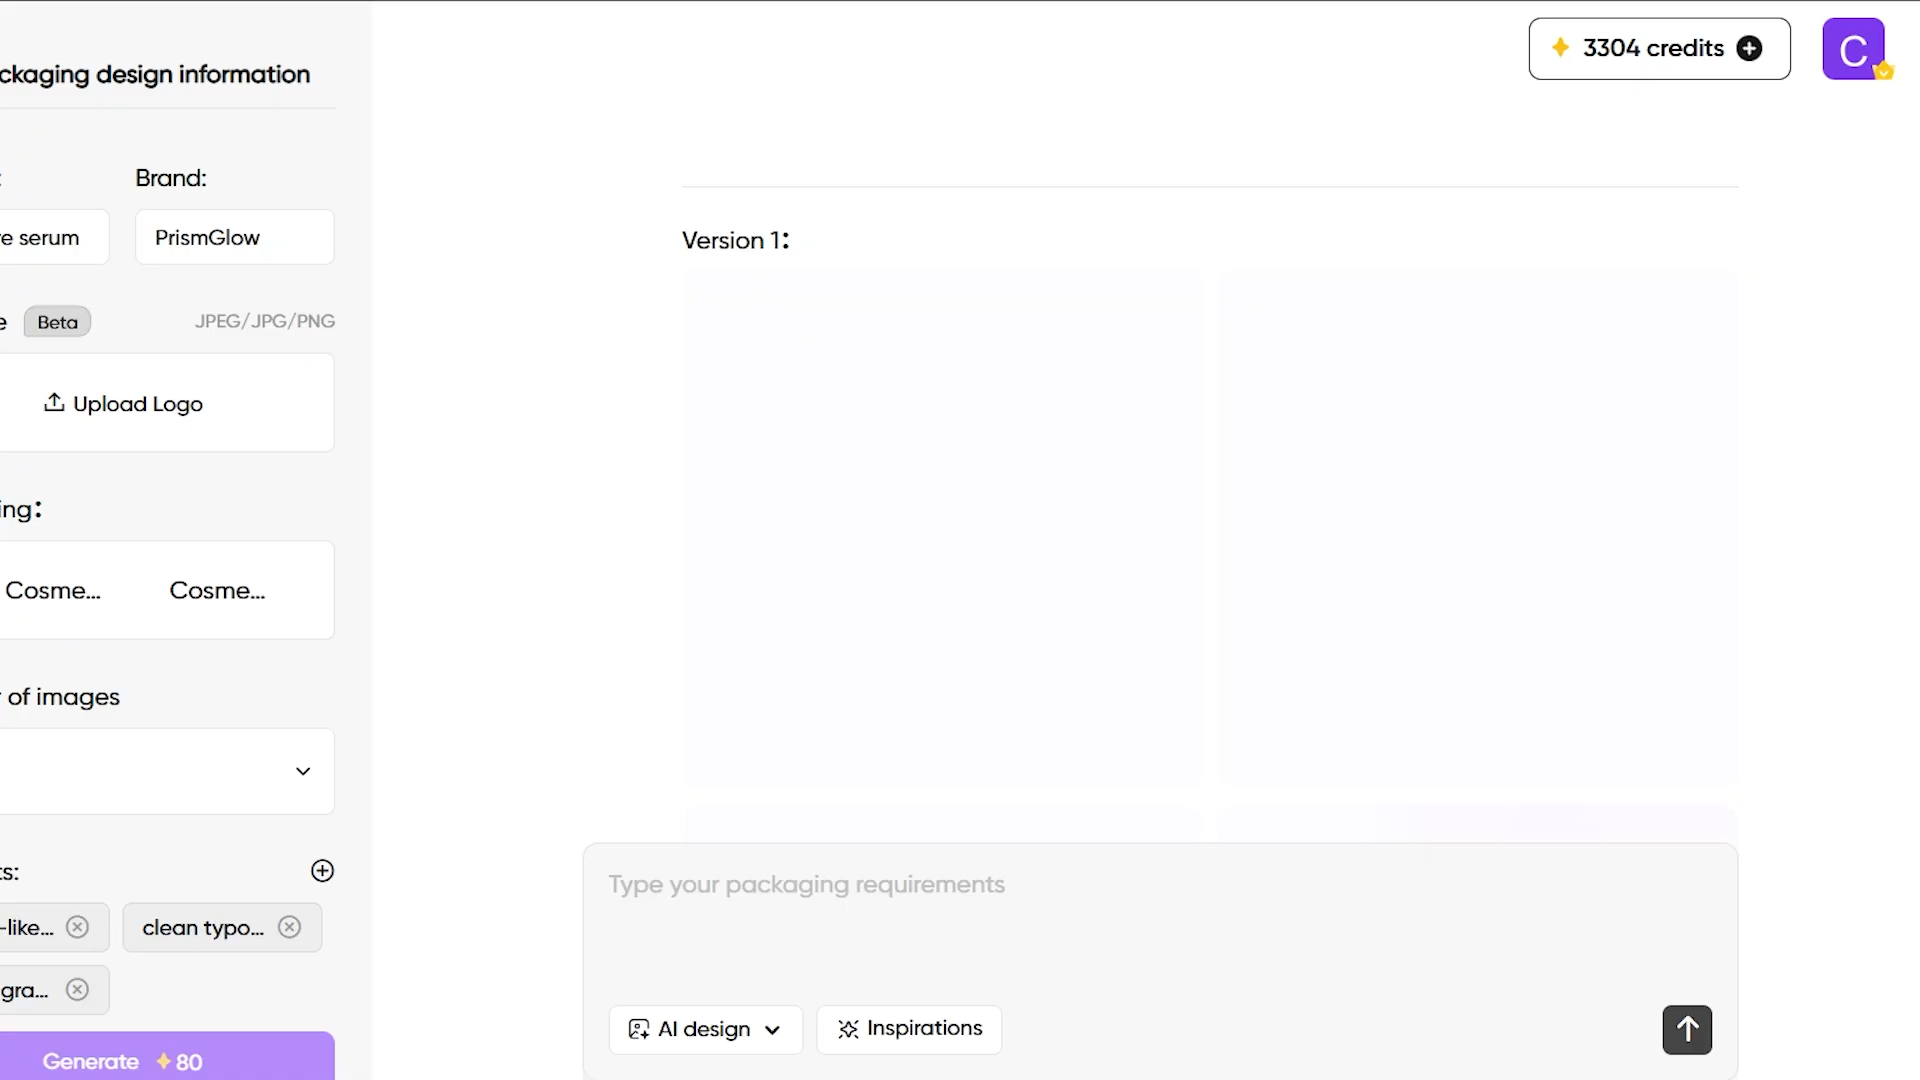 3304 credits
C
ckaging design information
:
Brand:
e serum
PrismGlow
e
Beta
JPEG/JPG/PNG
Upload Logo
ing:
Cosme...
Cosme...
of images
ts:
-like...
clean typo...
gra...
Generate 80
Version 1:
Type your packaging requirements
AI design
Inspirations